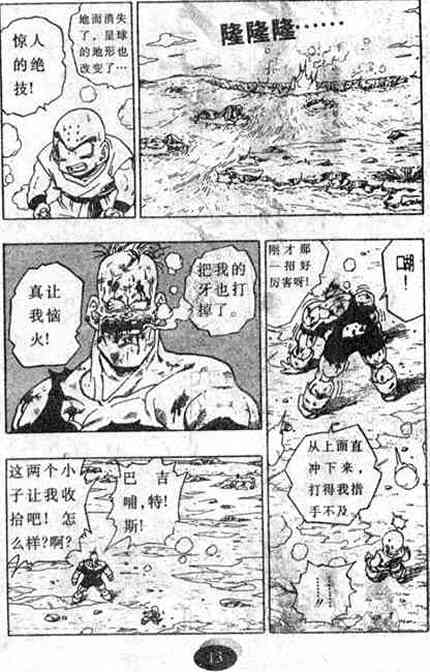 隆隆隆……
地面消失
了，星球
的地形也
改变了…
惊人
的绝
技！
刚才那
一招好
厉害呀！
从上面直
冲下来，
打得我措
手不及
………!!
把我的
牙也打
掉了。
真让
我恼
火！
巴 吉
哺，特！
斯！
这两个小
子让我收
拾吧！怎
么样？啊？
13